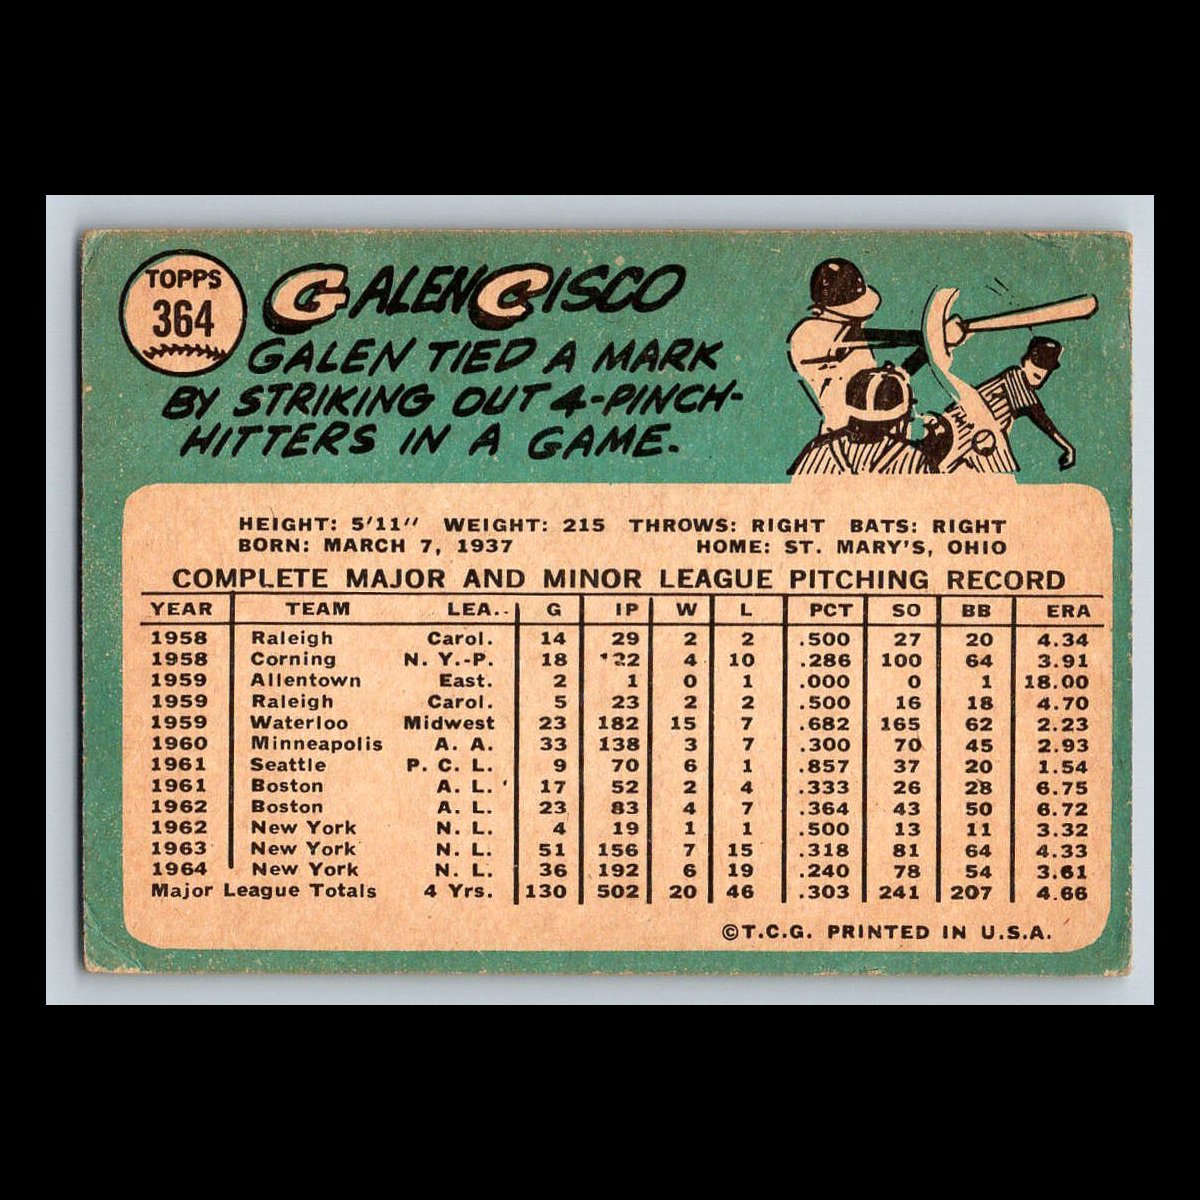 TOPPS
364
GALEN CISCO
GALEN TIED A MARK
BY STRIKING OUT 4-PINCH-
HITTERS IN A GAME.
HEIGHT: 5'11" WEIGHT: 215 THROWS: RIGHT BATS: RIGHT
BORN: MARCH 7, 1937 HOME: ST. MARY'S, OHIO
COMPLETE MAJOR AND MINOR LEAGUE PITCHING RECORD
YEAR TEAM LEA. G IP W L PCT SO BB ERA
1958 Raleigh Carol. 14 29 2 2 .500 27 20 4.34
1958 Corning N. Y.-P. 18 4 10 .286 100 64 3.91
1959 Allentown East. 2 1 0 1 .000 0 1 18.00
1959 Raleigh Carol. 5 23 2 2 .500 16 18 4.70
1959 Waterloo Midwest 23 182 15 7 .682 165 62 2.23
1960 Minneapolis A. A. 33 138 3 7 .300 70 45 2.93
1961 Seattle P. C. L. 9 70 6 1 .857 37 20 1.54
1961 Boston A. L. 17 52 2 4 .333 26 28 6.75
1962 Boston A. L. 23 83 4 7 .364 43 50 6.72
1962 New York N. L. 4 19 1 1 .500 13 11 3.32
1963 New York N. L. 51 156 7 15 .318 81 64 4.33
1964 New York N. L. 36 192 6 19 .240 78 54 3.61
Major League Totals 4 Yrs. 130 502 20 46 .303 241 207 4.66
©T.C.G. PRINTED IN U.S.A.